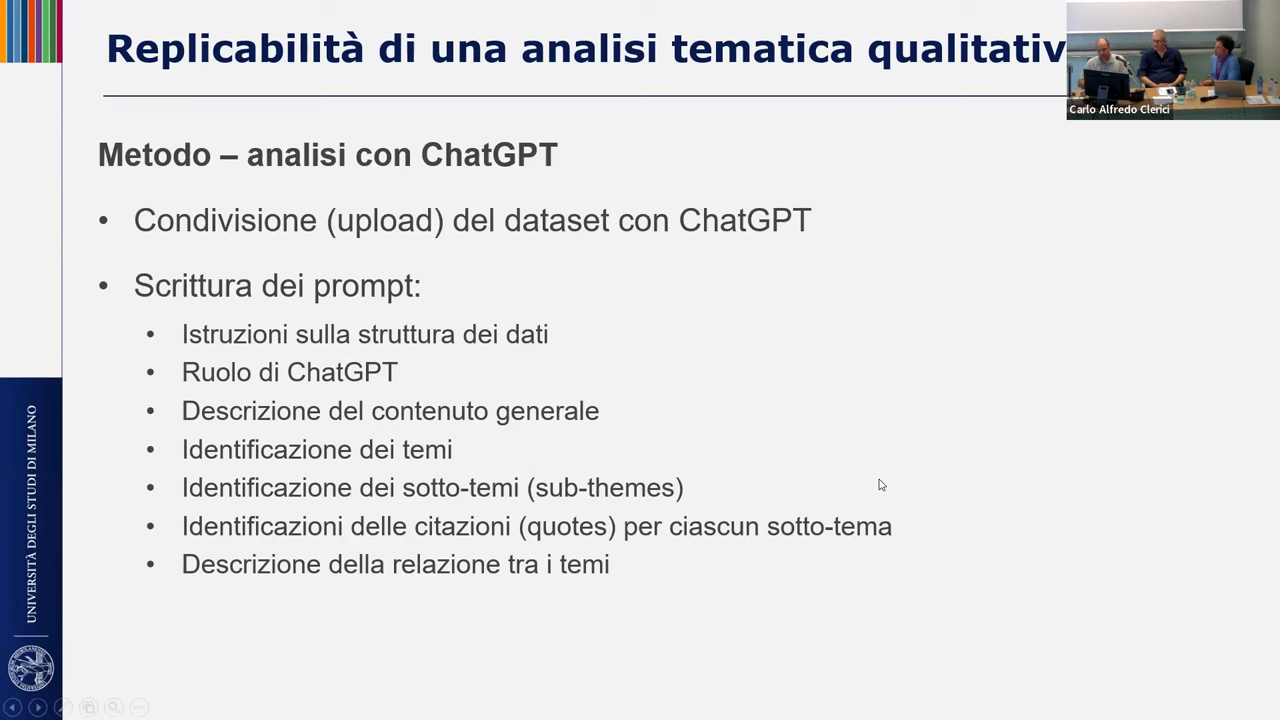 Replicabilità di una analisi tematica qualitativ
Carlo Alfredo Clerici
Metodo – analisi con ChatGPT
• Condivisione (upload) del dataset con ChatGPT
• Scrittura dei prompt:
• Istruzioni sulla struttura dei dati
• Ruolo di ChatGPT
• Descrizione del contenuto generale
• Identificazione dei temi
• Identificazione dei sotto-temi (sub-themes)
• Identificazioni delle citazioni (quotes) per ciascun sotto-tema
• Descrizione della relazione tra i temi
UNIVERSITÀ DEGLI STUDI DI MILANO